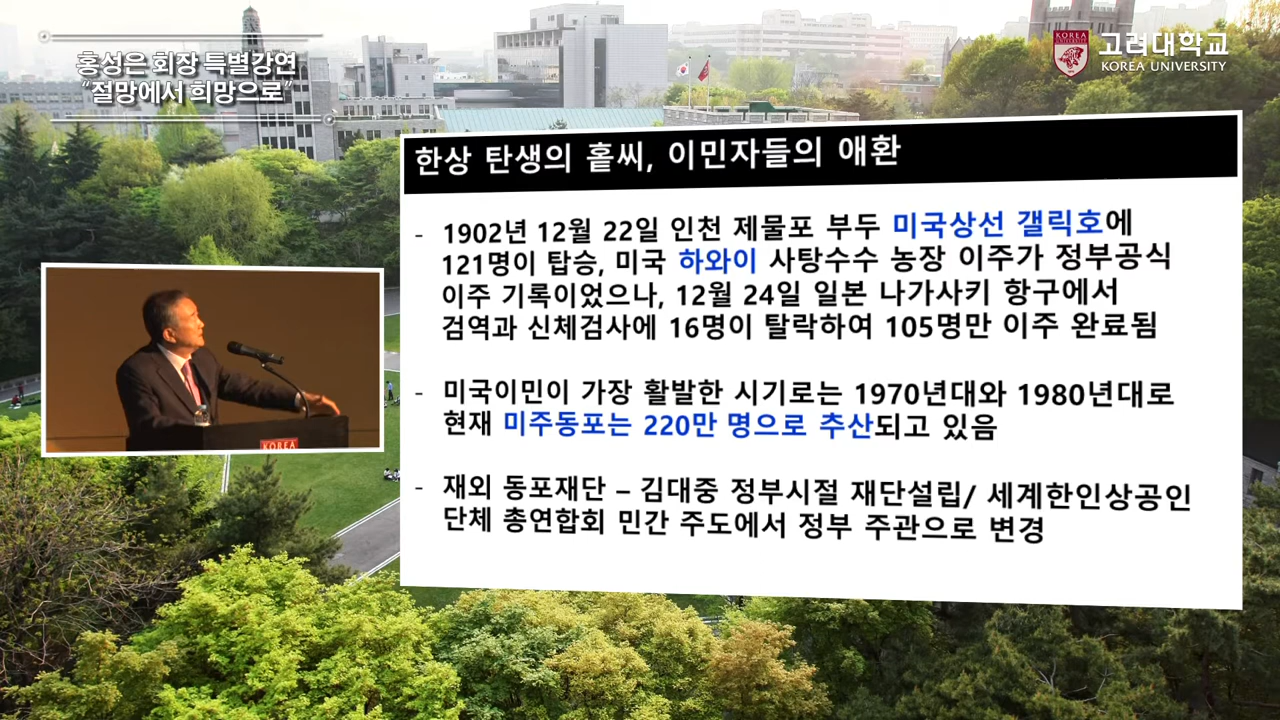 홍성은 회장 특별강연
“절망에서 희망으로”
고려대학교
KOREA UNIVERSITY
KOREA
한상 탄생의 홑씨, 이민자들의 애환
- 1902년 12월 22일 인천 제물포 부두 미국상선 갤릭호에
121명이 탑승, 미국 하와이 사탕수수 농장 이주가 정부공식
이주 기록이었으나, 12월 24일 일본 나가사키 항구에서
검역과 신체검사에 16명이 탈락하여 105명만 이주 완료됨
- 미국이민이 가장 활발한 시기로는 1970년대와 1980년대로
현재 미주동포는 220만 명으로 추산되고 있음
- 재외 동포재단 – 김대중 정부시절 재단설립/ 세계한인상공인
단체 총연합회 민간 주도에서 정부 주관으로 변경
KOREA